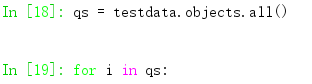 In [18]: qs = testdata.objects.all()
In [19]: for i in qs: